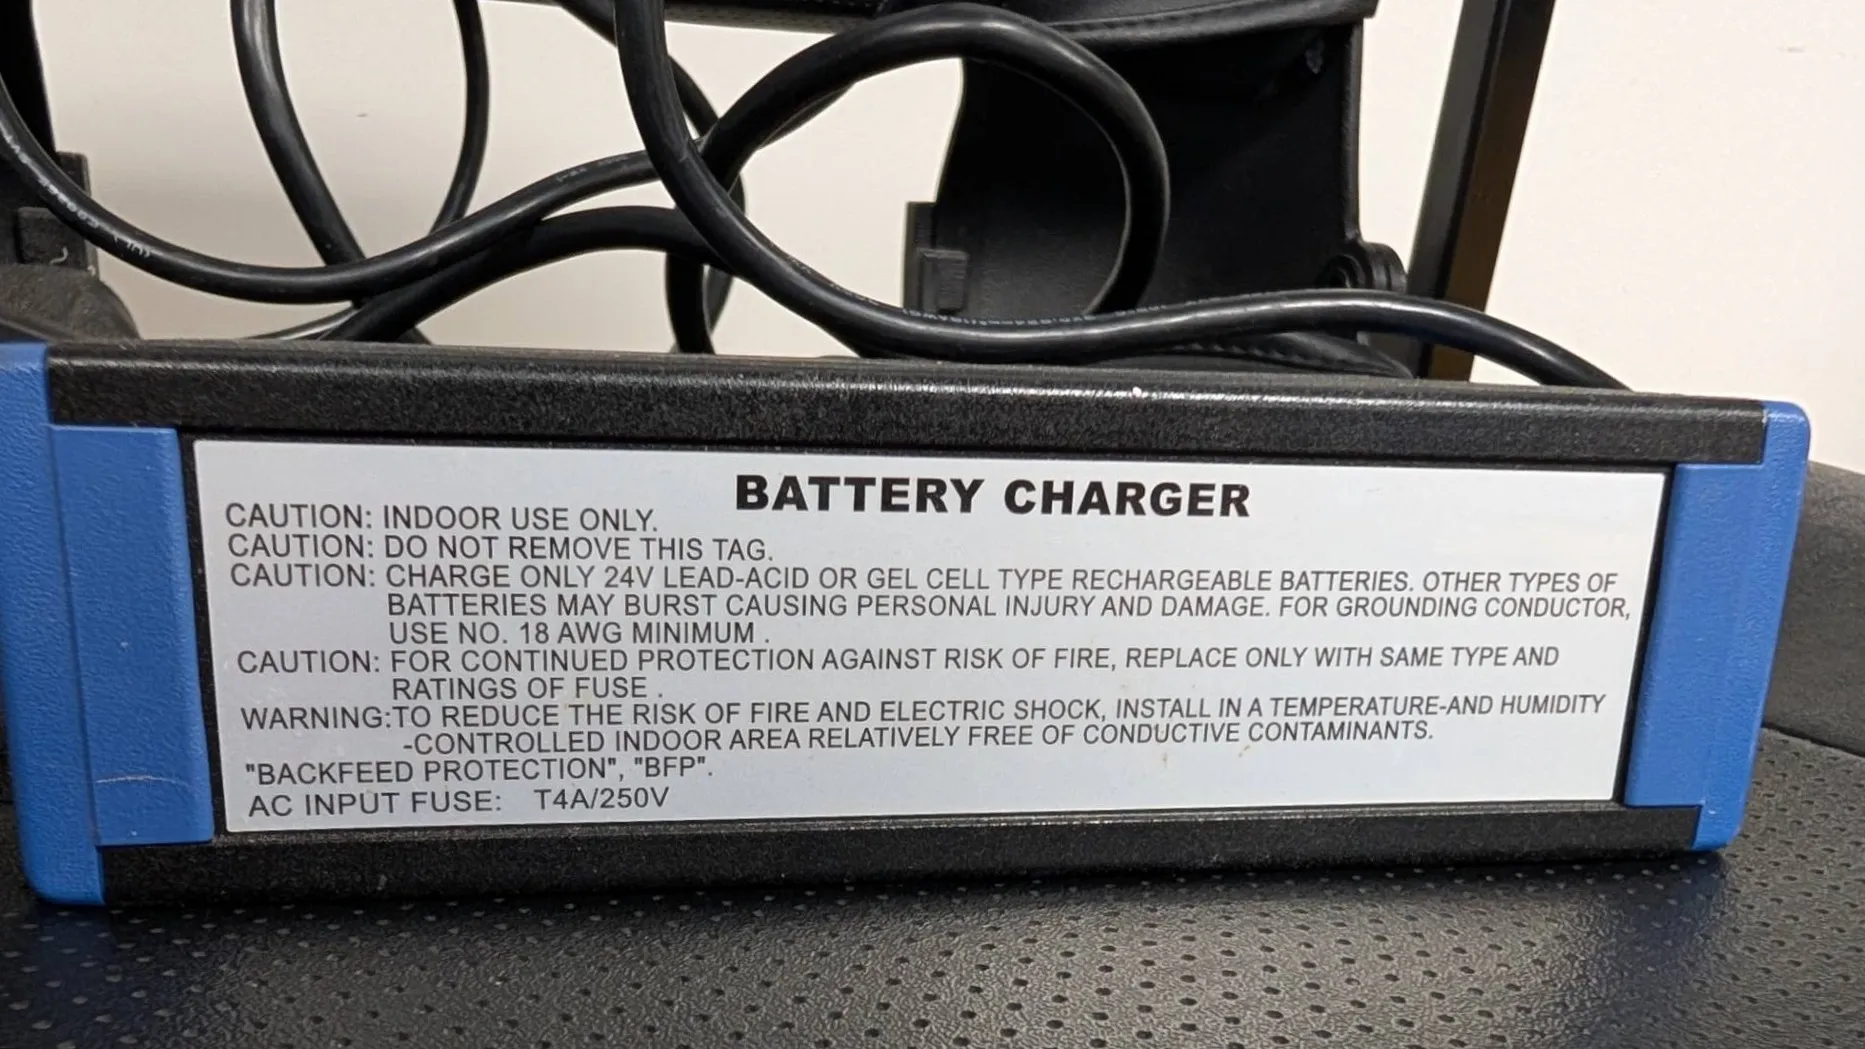 BATTERY CHARGER
CAUTION: INDOOR USE ONLY.
CAUTION: DO NOT REMOVE THIS TAG.
CAUTION: CHARGE ONLY 24V LEAD-ACID OR GEL CELL TYPE RECHARGEABLE BATTERIES. OTHER TYPES OF
BATTERIES MAY BURST CAUSING PERSONAL INJURY AND DAMAGE. FOR GROUNDING CONDUCTOR,
USE NO. 18 AWG MINIMUM .
CAUTION: FOR CONTINUED PROTECTION AGAINST RISK OF FIRE, REPLACE ONLY WITH SAME TYPE AND
RATINGS OF FUSE .
WARNING:TO REDUCE THE RISK OF FIRE AND ELECTRIC SHOCK, INSTALL IN A TEMPERATURE-AND HUMIDITY
-CONTROLLED INDOOR AREA RELATIVELY FREE OF CONDUCTIVE CONTAMINANTS.
"BACKFEED PROTECTION", "BFP".
AC INPUT FUSE: T4A/250V